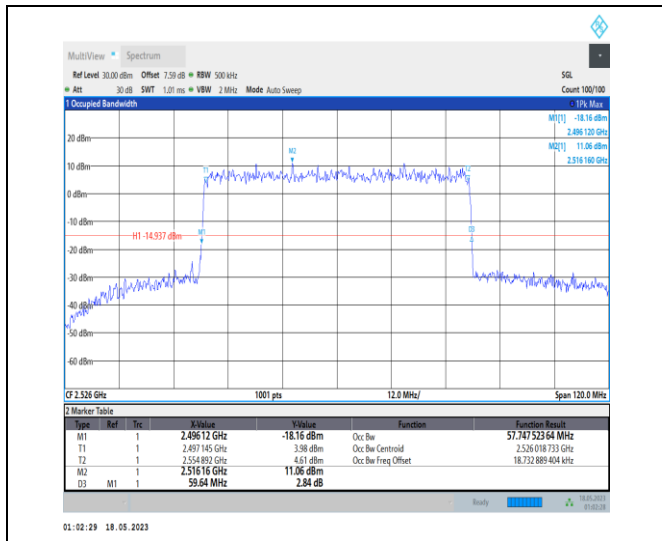 MultiView Spectrum
Ref Level 30.00 dBm Offset 7.59 dB RBW 500 kHz SGL
Att 30 dB SWT 1.01 ms VBW 2 MHz Mode Auto Sweep Count 100/100
1 Occupied Bandwidth 1Pk Max
M1[1] -18.16 dBm
2.496 120 GHz
M2[1] 11.06 dBm
2.516 160 GHz
20 dBm
M2
T1
10 dBm
0 dBm
-10 dBm
H1 -14.937 dBm M1 D3
-20 dBm
-30 dBm
-40 dBm
-50 dBm
-60 dBm
CF 2.526 GHz 1001 pts 12.0 MHz/ Span 120.0 MHz
2 Marker Table
Type Ref Trc X-Value Y-Value Function Function Result
M1 1 2.496 12 GHz -18.16 dBm Occ Bw 57.747 523 64 MHz
T1 1 2.497 145 GHz 3.98 dBm Occ Bw Centroid 2.526 018 733 GHz
T2 1 2.554 892 GHz 4.61 dBm Occ Bw Freq Offset 18.732 889 404 kHz
M2 1 2.516 16 GHz 11.06 dBm
D3 M1 1 59.64 MHz 2.84 dB
Ready 18.05.2023
01:02:28
01:02:29 18.05.2023